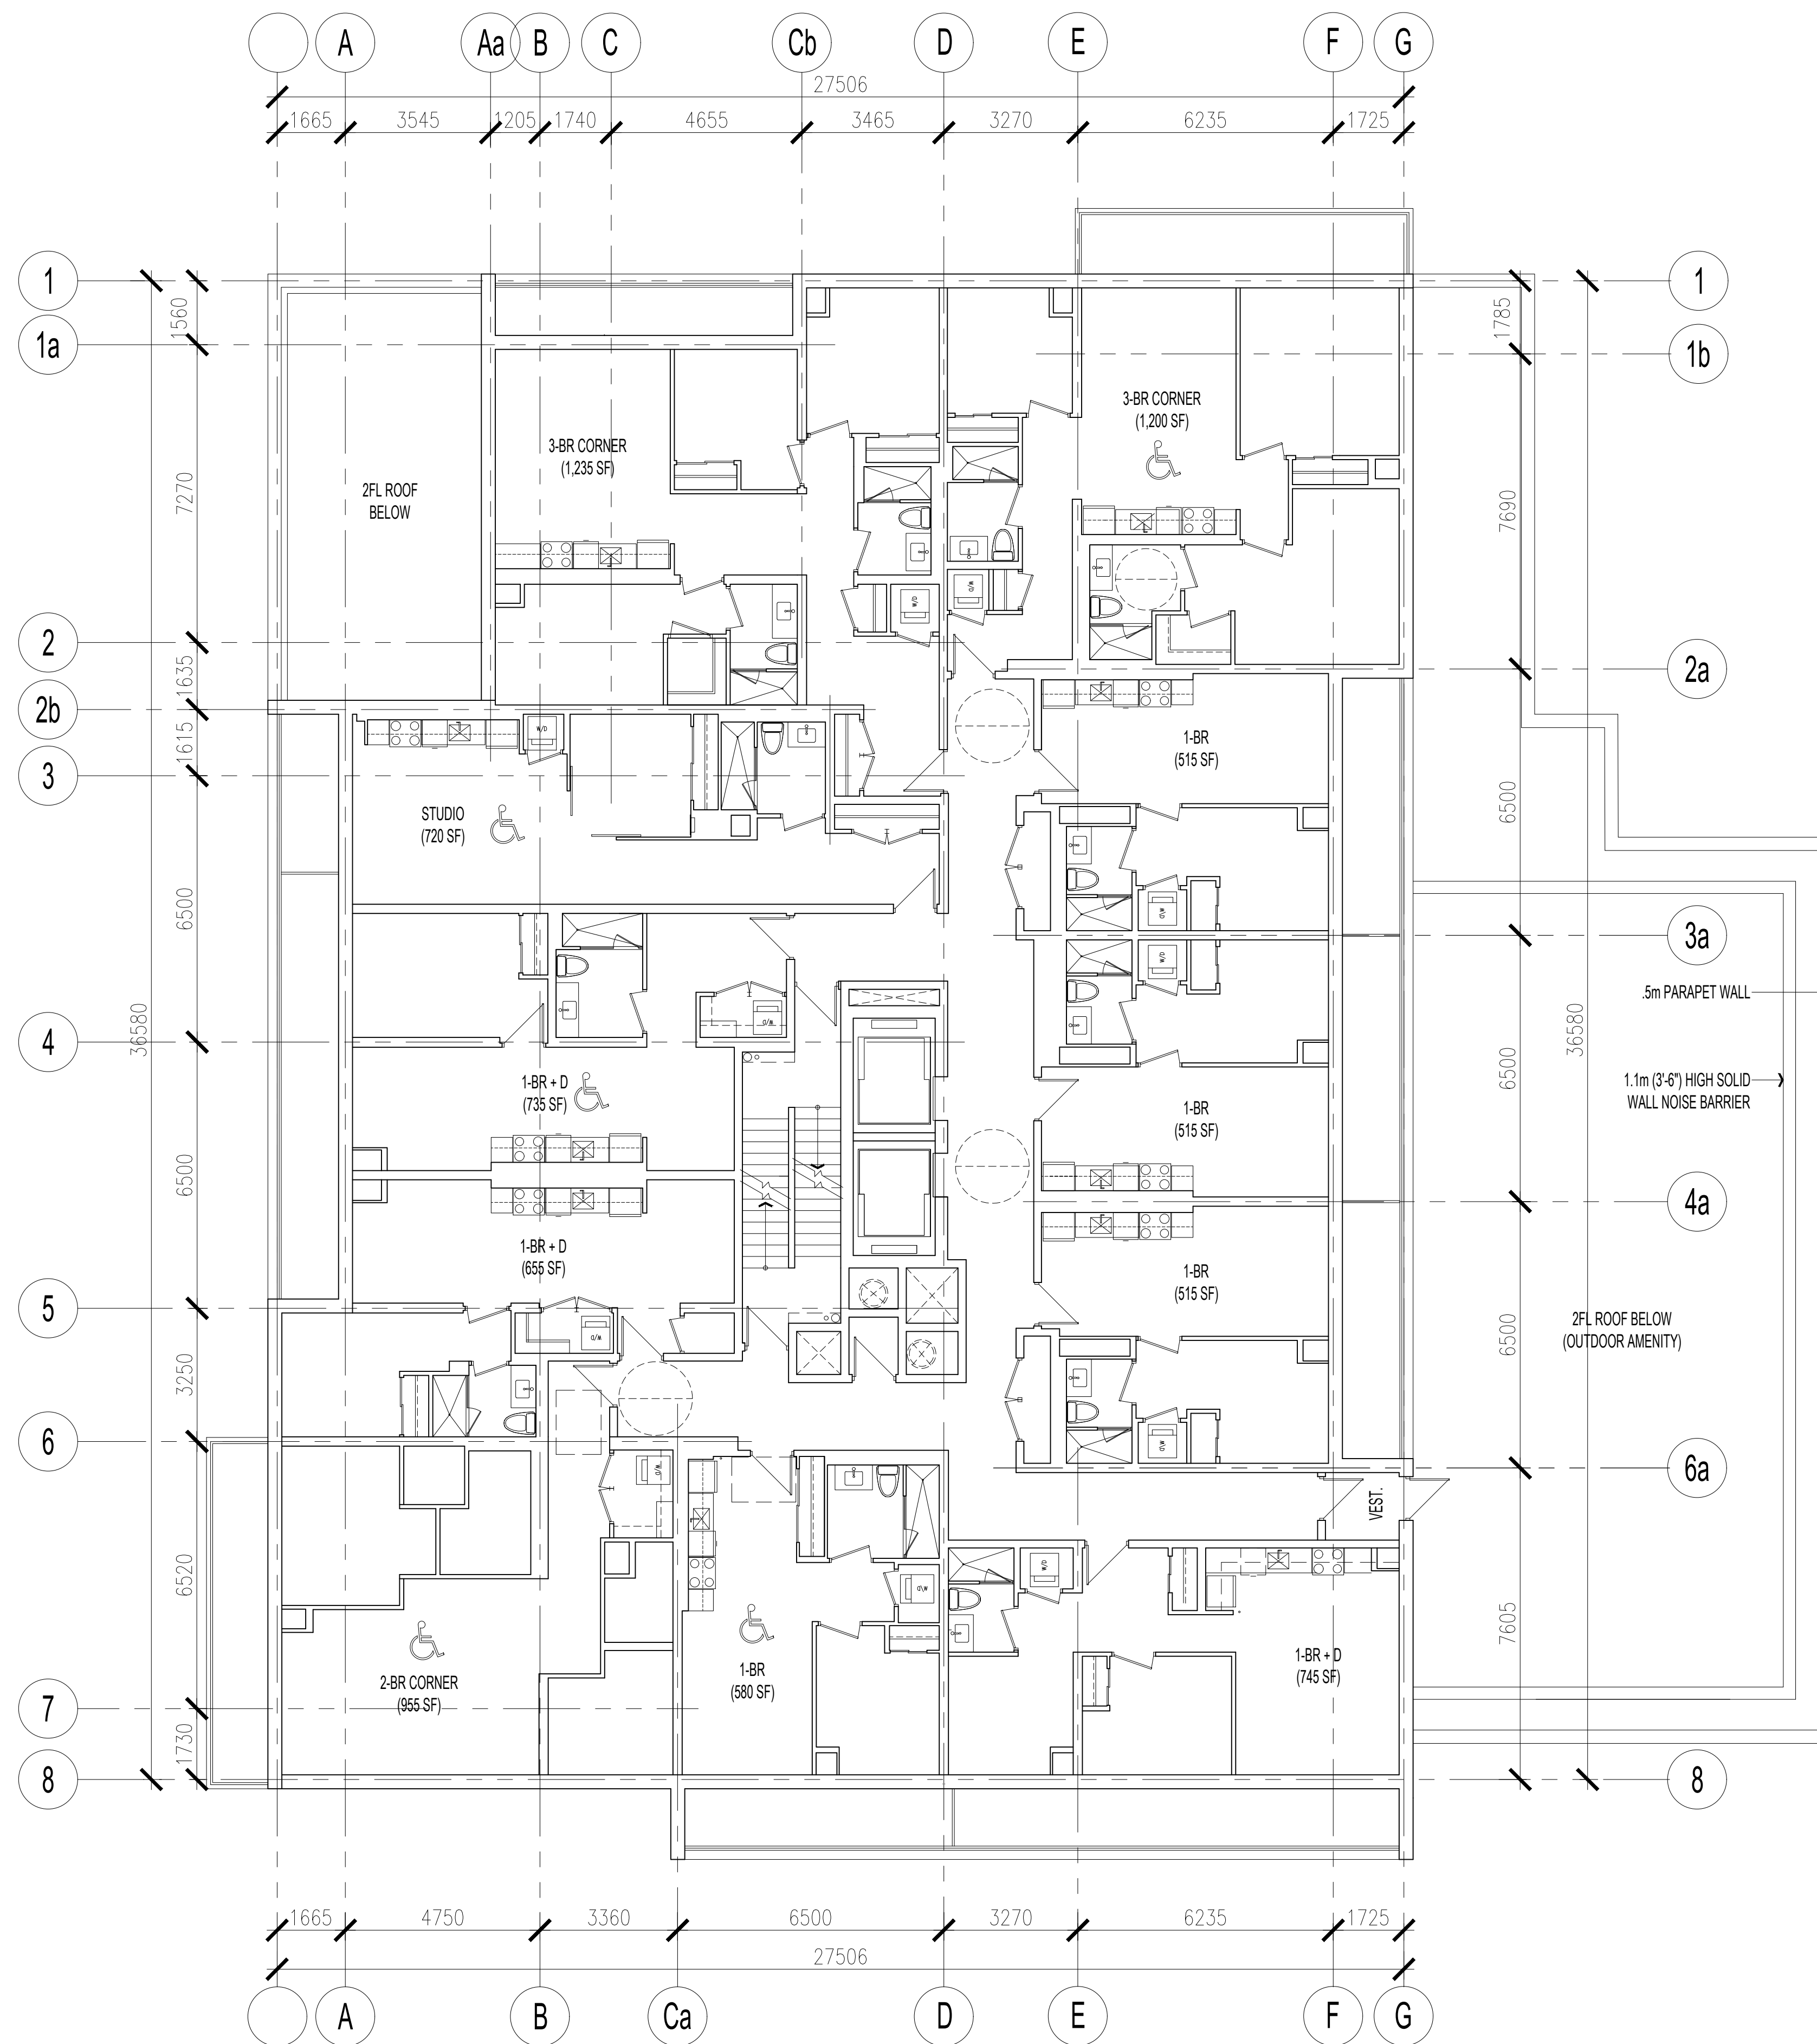 A
Aa
B
C
Cb
D
E
F
G
27506
1665
3545
1205
1740
4655
3465
3270
6235
1725
1
1
1560
1785
1a
1b
3-BR CORNER
(1,200 SF)
3-BR CORNER
(1,235 SF)
2FL ROOF
BELOW
7270
7690
W/D
W/D
2
2a
1635
2b
1615
W/D
1-BR
(515 SF)
3
STUDIO
(720 SF)
6500
6500
W/D
3a
W/D
.5m PARAPET WALL
36580
36580
W/D
4
6500
1-BR + D
(735 SF)
1.1m (3'-6") HIGH SOLID
WALL NOISE BARRIER
1-BR
(515 SF)
6500
4a
1-BR + D
(655 SF)
1-BR
(515 SF)
5
2FL ROOF BELOW
(OUTDOOR AMENITY)
W/D
6500
3250
6
W/D
W/D
6a
VEST.
6520
W/D
W/D
7605
2-BR CORNER
(955 SF)
1-BR
(580 SF)
1-BR + D
(745 SF)
7
1730
8
8
1665
4750
3360
6500
3270
6235
1725
27506
A
B
Ca
D
E
F
G